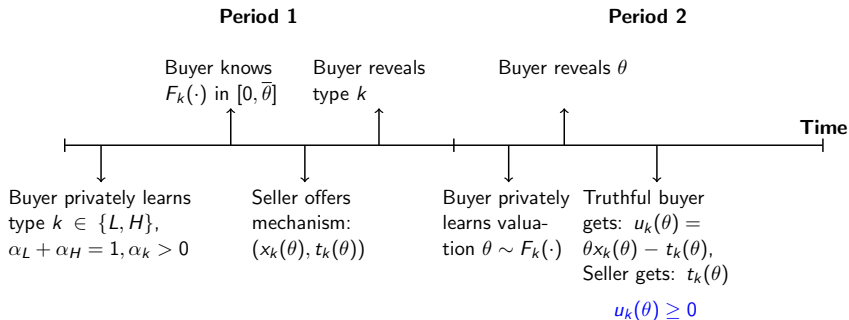 Period 1
Period 2
Buyer knows
F_k(·) in [0, θ̅]
Buyer reveals
type k
Buyer reveals θ
Time
Buyer privately learns
type k ∈ {L, H},
α_L + α_H = 1, α_k > 0
Seller offers
mechanism:
(x_k(θ), t_k(θ))
Buyer privately
learns valua-
tion θ ∼ F_k(·)
Truthful buyer
gets: u_k(θ) =
θx_k(θ) − t_k(θ),
Seller gets: t_k(θ)
u_k(θ) ≥ 0